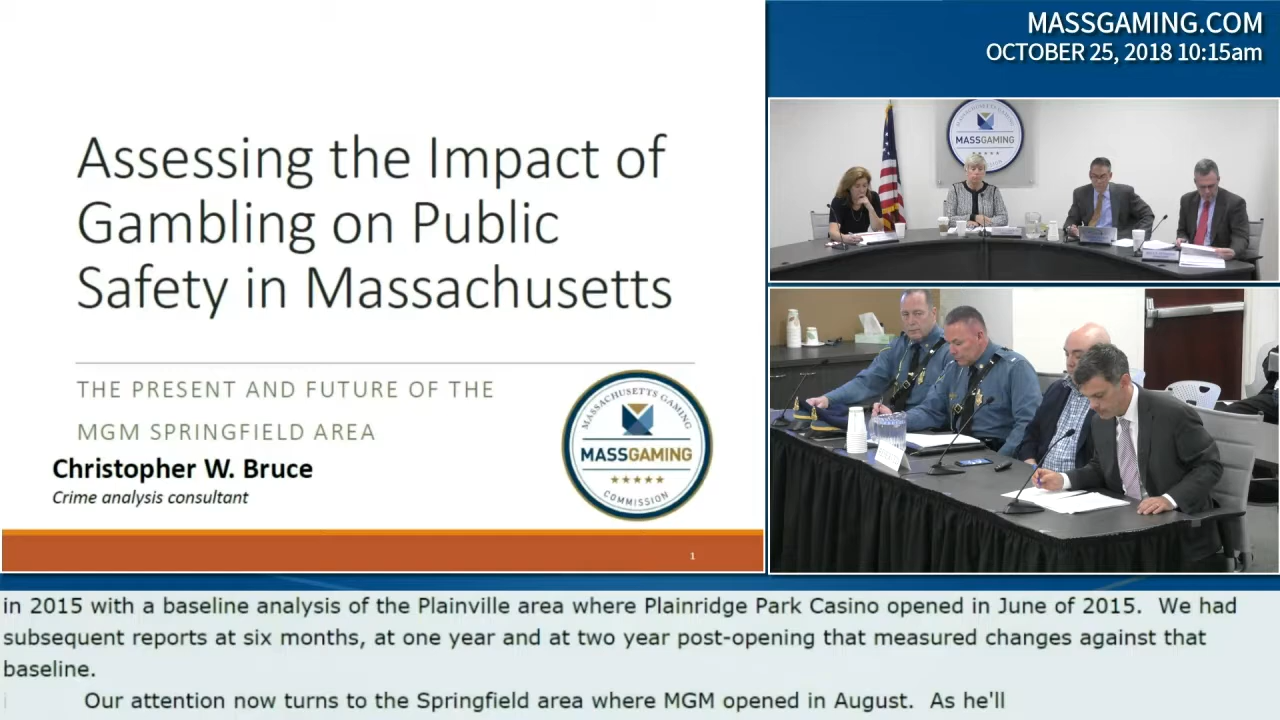 MASSGAMING.COM
OCTOBER 25, 2018 10:15am
Assessing the Impact of
Gambling on Public
Safety in Massachusetts
THE PRESENT AND FUTURE OF THE
MGM SPRINGFIELD AREA
Christopher W. Bruce
Crime analysis consultant
MASSACHUSETTS GAMING
MASSGAMING
COMMISSION
1
MASSGAMING
in 2015 with a baseline analysis of the Plainville area where Plainridge Park Casino opened in June of 2015.  We had
subsequent reports at six months, at one year and at two year post-opening that measured changes against that
baseline.
Our attention now turns to the Springfield area where MGM opened in August.  As he'll